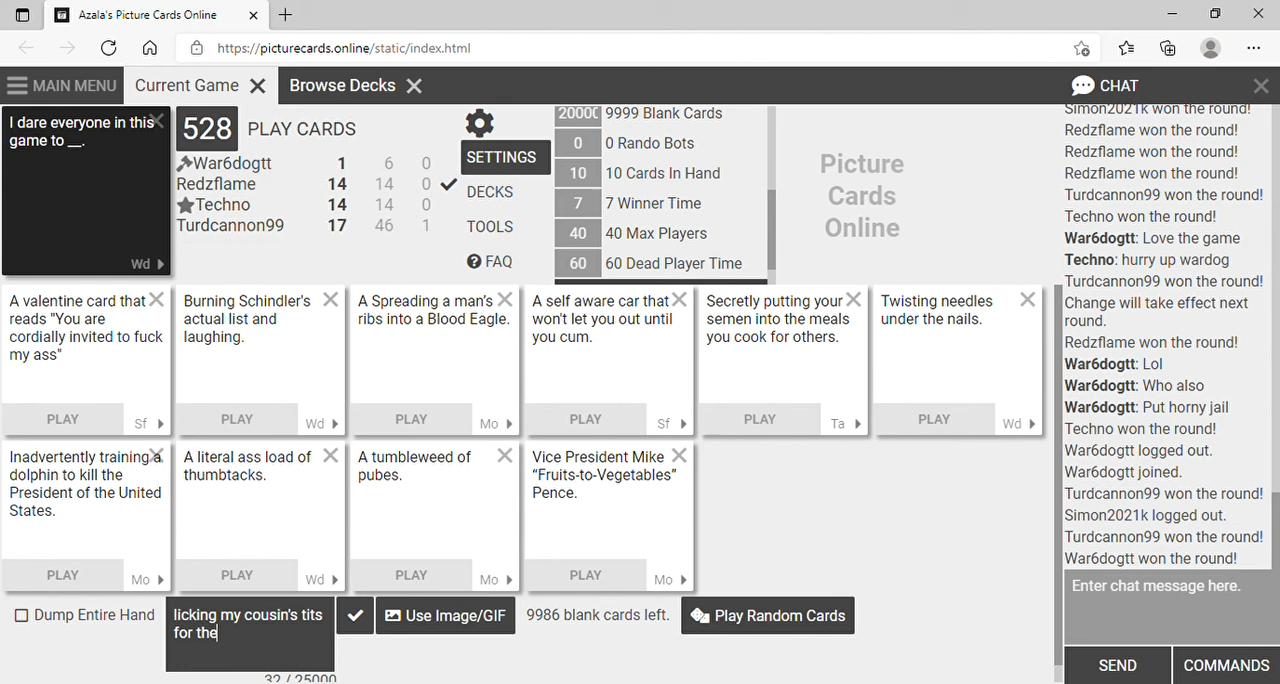 Azala's Picture Cards Online
https://picturecards.online/static/index.html
MAIN MENU
Current Game
Browse Decks
CHAT
I dare everyone in this
game to __.
Wd
528 PLAY CARDS
War6dogtt 1 6 0
Redzflame 14 14 0
Techno 14 14 0
Turdcannon99 17 46 1
SETTINGS
DECKS
TOOLS
FAQ
9999 Blank Cards
0 0 Rando Bots
10 10 Cards In Hand
7 7 Winner Time
40 40 Max Players
60 60 Dead Player Time
Picture
Cards
Online
A valentine card that
reads "You are
cordially invited to fuck
my ass"
PLAY Sf
Burning Schindler's
actual list and
laughing.
PLAY Wd
A Spreading a man's
ribs into a Blood Eagle.
PLAY Mo
A self aware car that
won't let you out until
you cum.
PLAY Sf
Secretly putting your
semen into the meals
you cook for others.
PLAY Ta
Twisting needles
under the nails.
PLAY Wd
Inadvertently training a
dolphin to kill the
President of the United
States.
PLAY Mo
A literal ass load of
thumbtacks.
PLAY Wd
A tumbleweed of
pubes.
PLAY Mo
Vice President Mike
“Fruits-to-Vegetables”
Pence.
PLAY Mo
Dump Entire Hand
licking my cousin's tits
for the
32 / 25000
Use Image/GIF
9986 blank cards left.
Play Random Cards
Simon2021k won the round!
Redzflame won the round!
Redzflame won the round!
Redzflame won the round!
Turdcannon99 won the round!
Techno won the round!
War6dogtt: Love the game
Techno: hurry up wardog
Turdcannon99 won the round!
Change will take effect next
round.
Redzflame won the round!
War6dogtt: Lol
War6dogtt: Who also
War6dogtt: Put horny jail
Techno won the round!
War6dogtt logged out.
War6dogtt joined.
Turdcannon99 won the round!
Simon2021k logged out.
Turdcannon99 won the round!
War6dogtt won the round!
Enter chat message here.
SEND
COMMANDS